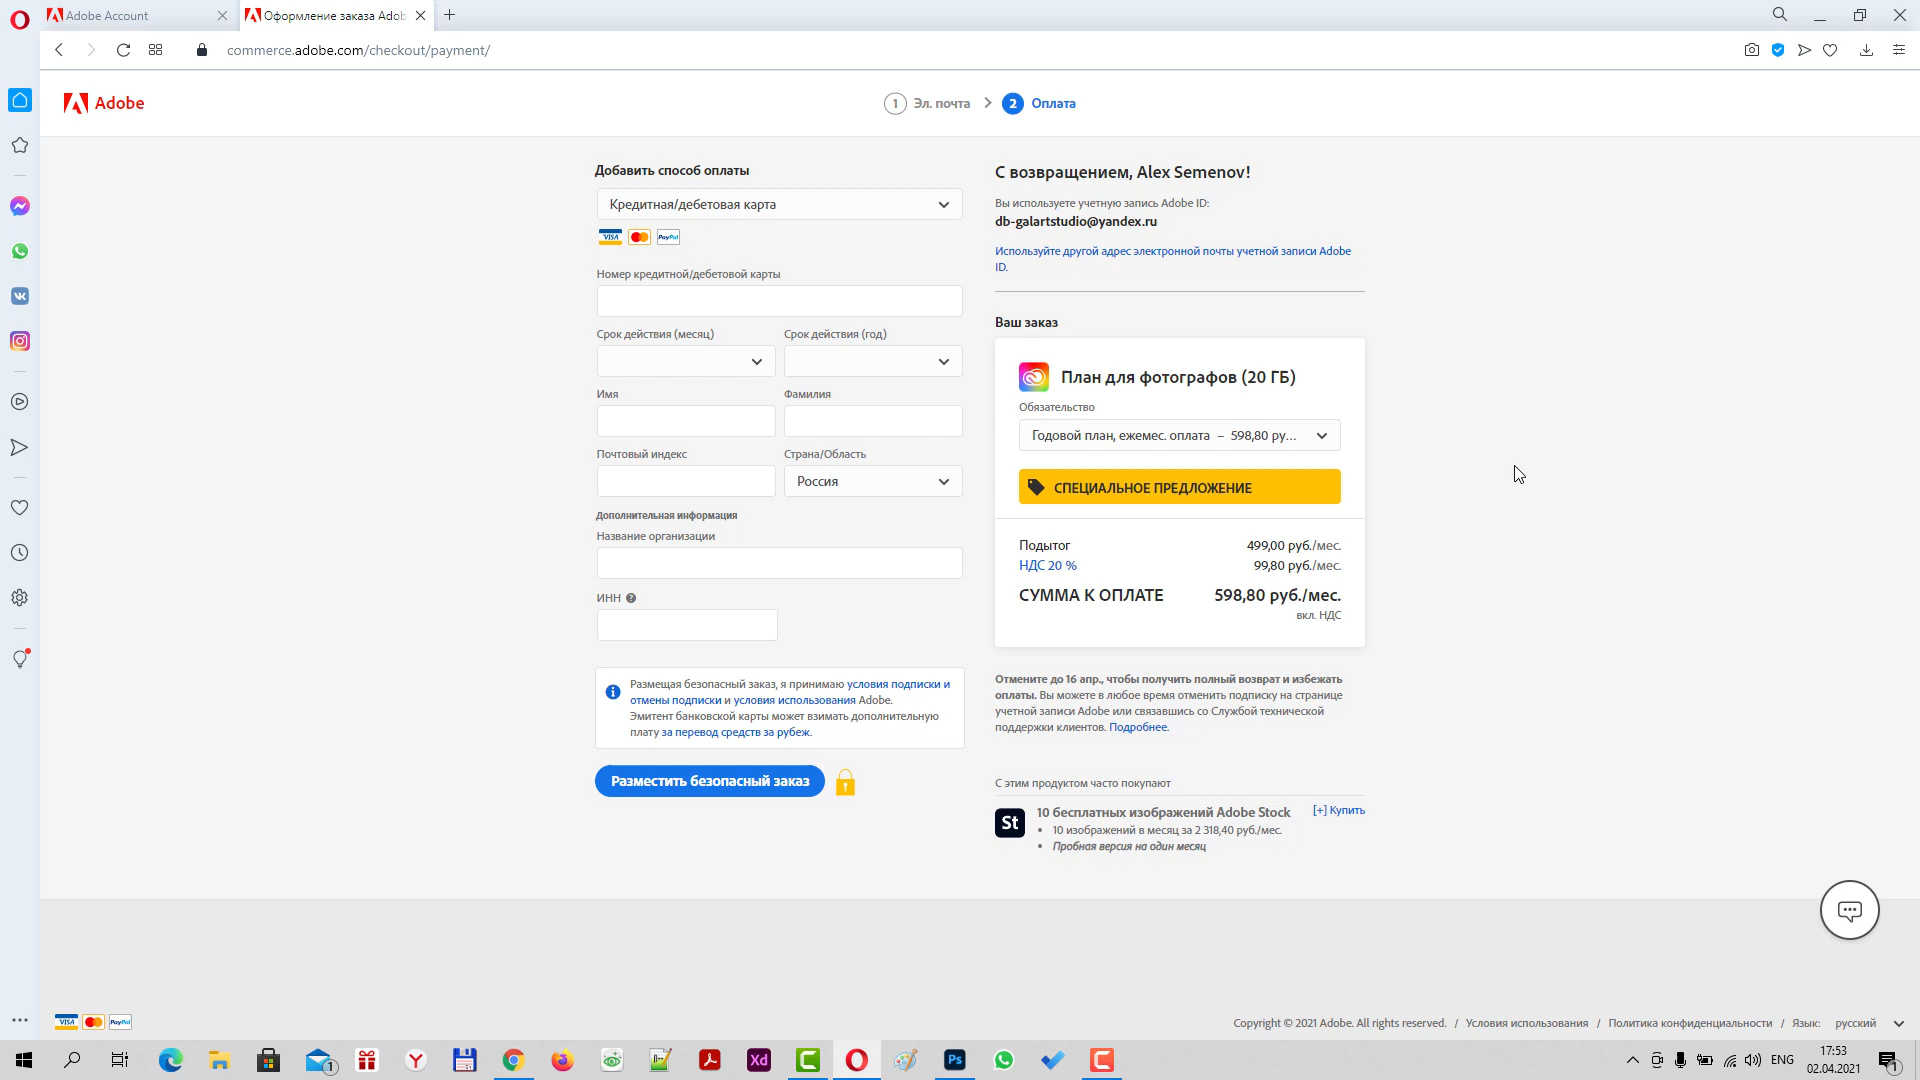 Adobe Account
Оформление заказа Adob
commerce.adobe.com/checkout/payment/
Adobe
1 Эл. почта
2 Оплата
Добавить способ оплаты
Кредитная/дебетовая карта
VISA
PayPal
Номер кредитной/дебетовой карты
Срок действия (месяц)
Срок действия (год)
Имя
Фамилия
Почтовый индекс
Страна/Область
Россия
Дополнительная информация
Название организации
ИНН
Размещая безопасный заказ, я принимаю условия подписки и
отмены подписки и условия использования Adobe.
Эмитент банковской карты может взимать дополнительную
плату за перевод средств за рубеж.
Разместить безопасный заказ
С возвращением, Alex Semenov!
Вы используете учетную запись Adobe ID:
db-galartstudio@yandex.ru
Используйте другой адрес электронной почты учетной записи Adobe
ID.
Ваш заказ
План для фотографов (20 ГБ)
Обязательство
Годовой план, ежемес. оплата – 598,80 ру...
СПЕЦИАЛЬНОЕ ПРЕДЛОЖЕНИЕ
Подытог 499,00 руб./мес.
НДС 20 % 99,80 руб./мес.
СУММА К ОПЛАТЕ 598,80 руб./мес.
вкл. НДС
Отмените до 16 апр., чтобы получить полный возврат и избежать
оплаты. Вы можете в любое время отменить подписку на странице
учетной записи Adobe или связавшись со Службой технической
поддержки клиентов. Подробнее.
С этим продуктом часто покупают
St
10 бесплатных изображений Adobe Stock
[+] Купить
10 изображений в месяц за 2 318,40 руб./мес.
Пробная версия на один месяц
VISA
PayPal
Copyright © 2021 Adobe. All rights reserved. / Условия использования / Политика конфиденциальности / Язык: русский
1
Y
Xd
Ps
ENG
17:53
02.04.2021
1